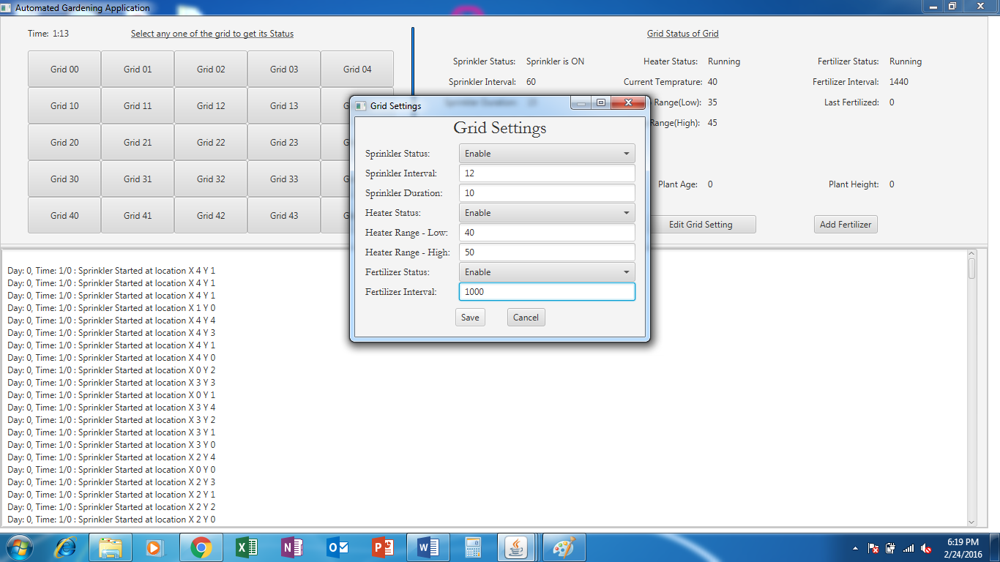 Automated Gardening Application
Time: 1:13
Select any one of the grid to get its Status
Grid 00 Grid 01 Grid 02 Grid 03 Grid 04
Grid 10 Grid 11 Grid 12 Grid 13
Grid 20 Grid 21 Grid 22 Grid 23
Grid 30 Grid 31 Grid 32 Grid 33
Grid 40 Grid 41 Grid 42 Grid 43
Grid Status of Grid
Sprinkler Status: Sprinkler is ON Heater Status: Running Fertilizer Status: Running
Sprinkler Interval: 60 Current Temprature: 40 Fertilizer Interval: 1440
Range(Low): 35 Last Fertilized: 0
Range(High): 45
Plant Age: 0 Plant Height: 0
Edit Grid Setting Add Fertilizer
Grid Settings
Grid Settings
Sprinkler Status: Enable
Sprinkler Interval: 12
Sprinkler Duration: 10
Heater Status: Enable
Heater Range - Low: 40
Heater Range - High: 50
Fertilizer Status: Enable
Fertilizer Interval: 1000
Save Cancel
Day: 0, Time: 1/0 : Sprinkler Started at location X 4 Y 1
Day: 0, Time: 1/0 : Sprinkler Started at location X 4 Y 1
Day: 0, Time: 1/0 : Sprinkler Started at location X 4 Y 1
Day: 0, Time: 1/0 : Sprinkler Started at location X 1 Y 0
Day: 0, Time: 1/0 : Sprinkler Started at location X 4 Y 4
Day: 0, Time: 1/0 : Sprinkler Started at location X 4 Y 3
Day: 0, Time: 1/0 : Sprinkler Started at location X 4 Y 1
Day: 0, Time: 1/0 : Sprinkler Started at location X 4 Y 0
Day: 0, Time: 1/0 : Sprinkler Started at location X 0 Y 2
Day: 0, Time: 1/0 : Sprinkler Started at location X 3 Y 3
Day: 0, Time: 1/0 : Sprinkler Started at location X 0 Y 1
Day: 0, Time: 1/0 : Sprinkler Started at location X 3 Y 4
Day: 0, Time: 1/0 : Sprinkler Started at location X 3 Y 2
Day: 0, Time: 1/0 : Sprinkler Started at location X 3 Y 1
Day: 0, Time: 1/0 : Sprinkler Started at location X 3 Y 0
Day: 0, Time: 1/0 : Sprinkler Started at location X 2 Y 4
Day: 0, Time: 1/0 : Sprinkler Started at location X 0 Y 0
Day: 0, Time: 1/0 : Sprinkler Started at location X 2 Y 3
Day: 0, Time: 1/0 : Sprinkler Started at location X 2 Y 1
Day: 0, Time: 1/0 : Sprinkler Started at location X 2 Y 2
Day: 0, Time: 1/0 : Sprinkler Started at location X 2 Y 0
6:19 PM
2/24/2016